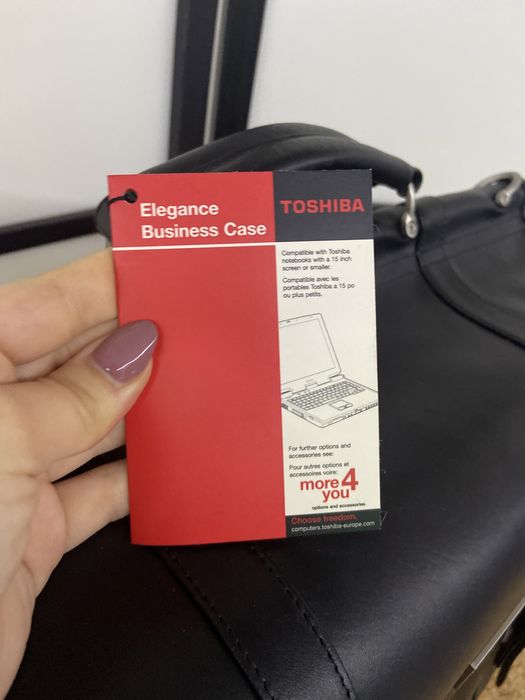 Elegance
Business Case
TOSHIBA
Compatible with Toshiba
notebooks with a 15 inch
screen or smaller.
Compatible avec les
portables Toshiba a 15 po
ou plus petits.
For further options and
accessories see:
Pour autres options et
accessoires voire:
more4
you
options and accessories
Choose freedom.
computers.toshiba-europe.com